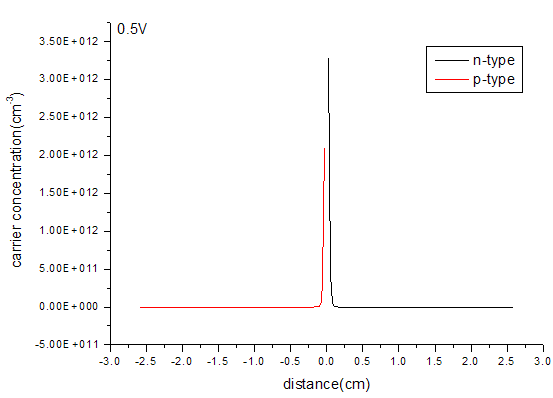 0.5V
3.50E+012
3.00E+012
2.50E+012
2.00E+012
1.50E+012
1.00E+012
5.00E+011
0.00E+000
-5.00E+011
carrier concentration(cm-3)
n-type
p-type
-3.0 -2.5 -2.0 -1.5 -1.0 -0.5 0.0 0.5 1.0 1.5 2.0 2.5 3.0
distance(cm)